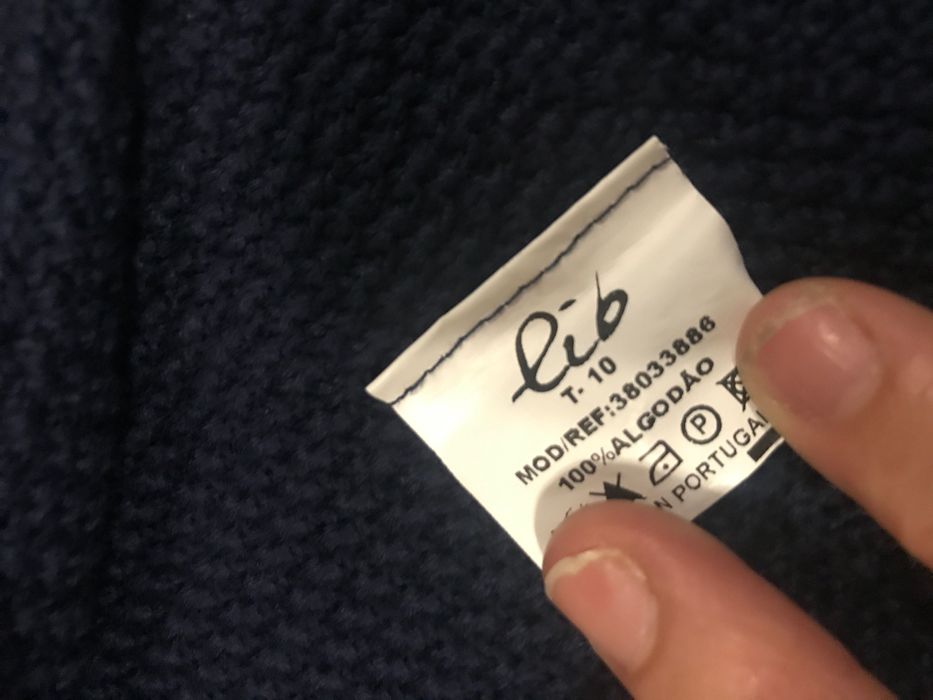 lib
T- 10
MOD/REF:38033886
100%ALGODÃO
P
PORTUGAL